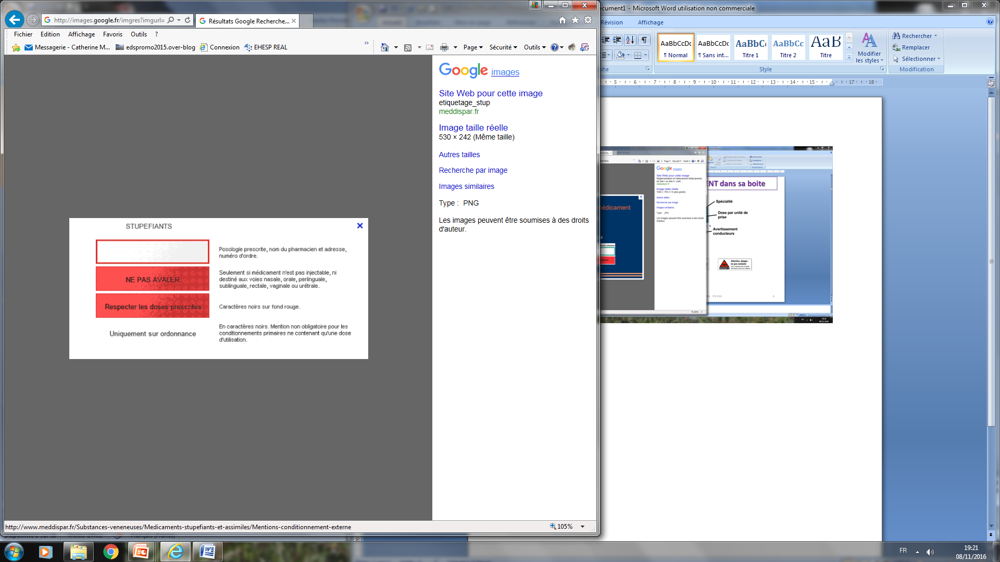 http://images.google.fr/imgres?imgurl=
Résultats Google Recherche...
Fichier Edition Affichage Favoris Outils ?
Messagerie - Catherine M... edspromo2015.over-blog Connexion EHESP REAL
Page Sécurité Outils
Google images
Site Web pour cette image
etiquetage_stup
meddispar.fr
Image taille réelle
530 × 242 (Même taille)
Autres tailles
Recherche par image
Images similaires
Type : PNG
Les images peuvent être soumises à des droits
d'auteur.
STUPEFIANTS
Posologie prescrite, nom du pharmacien et adresse,
numéro d'ordre.
NE PAS AVALER
Seulement si médicament n'est pas injectable, ni
destiné aux voies nasale, orale, perlinguale,
sublinguale, rectale, vaginale ou urétrale.
Respecter les doses prescrites
Caractères noirs sur fond rouge.
Uniquement sur ordonnance
En caractères noirs. Mention non obligatoire pour les
conditionnements primaires ne contenant qu'une dose
d'utilisation.
http://www.meddispar.fr/Substances-veneneuses/Medicaments-stupefiants-et-assimiles/Mentions-conditionnement-externe
105%
ocument1 - Microsoft Word utilisation non commerciale
Révision Affichage
AaBbCcDc AaBbCcDc AaBbC AaBbCc AaB
¶ Normal ¶ Sans int... Titre 1 Titre 2 Titre
Modifier
les styles
Rechercher
Remplacer
Sélectionner
phe Style Modification
5 6 7 8 9 10 11 12 13 14 15 17 18
Google images
Site Web pour cette image
Image taille réelle
Autres tailles
Recherche par image
Images similaires
Type : JPG
Les images peuvent être soumises à des droits
d'auteur
édicament
ENT dans sa boite
Spécialité
Dose par unité de
prise
Avertissement
conducteurs
Attention, danger :
ne pas conduire
FR
19:21
08/11/2016